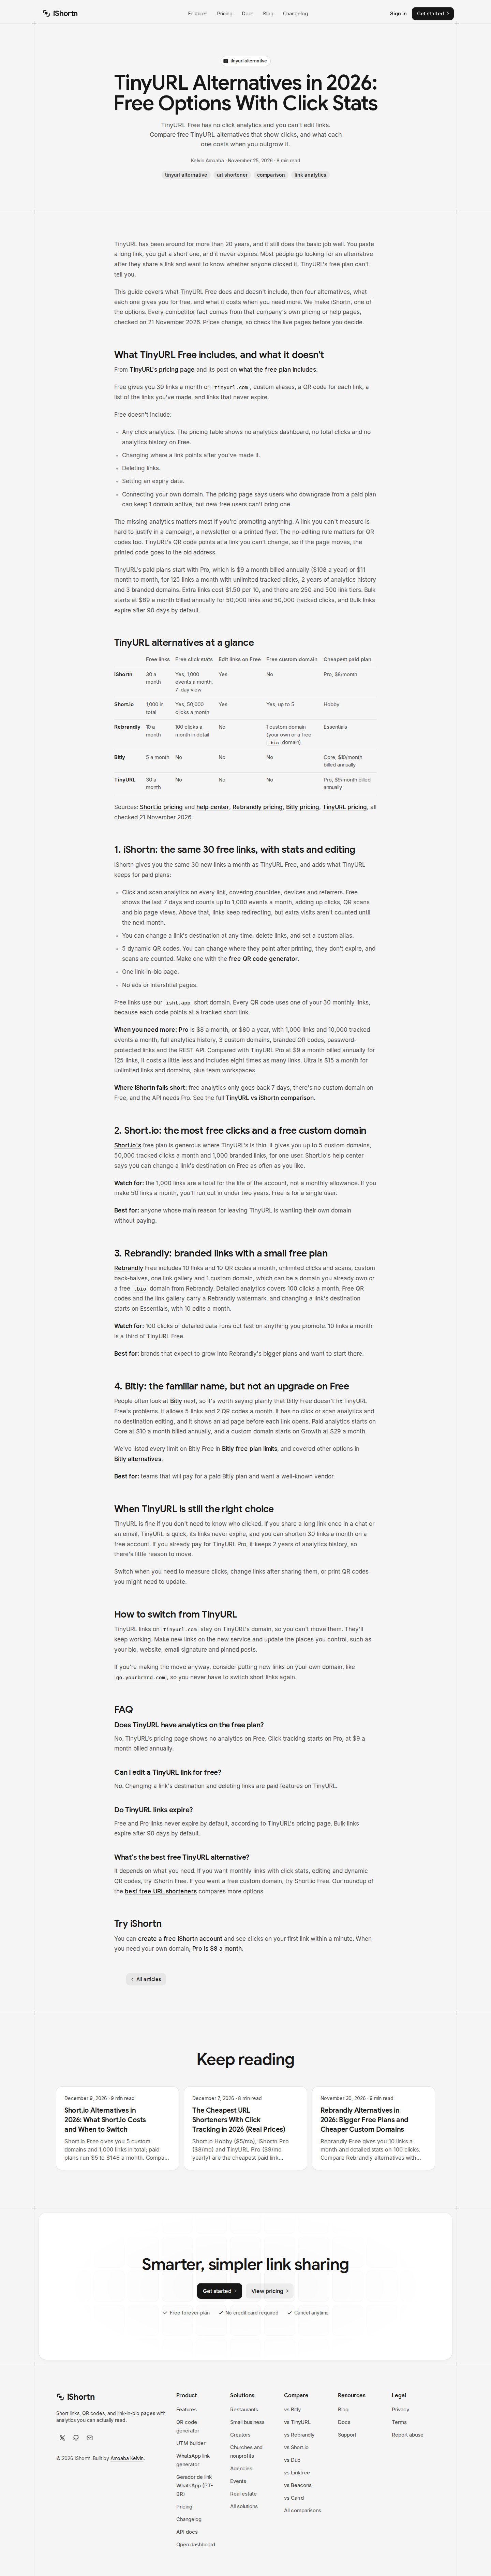 iShortn
Features
Pricing
Docs
Blog
Changelog
Sign in
Get started
tinyurl alternative
TinyURL Alternatives in 2026:
Free Options With Click Stats
TinyURL Free has no click analytics and you can't edit links.
Compare free TinyURL alternatives that show clicks, and what each
one costs when you outgrow it.
Kelvin Amoaba · November 25, 2026 · 8 min read
tinyurl alternative
url shortener
comparison
link analytics
TinyURL has been around for more than 20 years, and it still does the basic job well. You paste
a long link, you get a short one, and it never expires. Most people go looking for an alternative
after they share a link and want to know whether anyone clicked it. TinyURL's free plan can't
tell you.
This guide covers what TinyURL Free does and doesn't include, then four alternatives, what
each one gives you for free, and what it costs when you need more. We make iShortn, one of
the options. Every competitor fact comes from that company's own pricing or help pages,
checked on 21 November 2026. Prices change, so check the live pages before you decide.
What TinyURL Free includes, and what it doesn't
From TinyURL's pricing page and its post on what the free plan includes:
Free gives you 30 links a month on tinyurl.com, custom aliases, a QR code for each link, a
list of the links you've made, and links that never expire.
Free doesn't include:
• Any click analytics. The pricing table shows no analytics dashboard, no total clicks and no
analytics history on Free.
• Changing where a link points after you've made it.
• Deleting links.
• Setting an expiry date.
• Connecting your own domain. The pricing page says users who downgrade from a paid plan
can keep 1 domain active, but new free users can't bring one.
The missing analytics matters most if you're promoting anything. A link you can't measure is
hard to justify in a campaign, a newsletter or a printed flyer. The no-editing rule matters for QR
codes too. TinyURL's QR code points at a link you can't change, so if the page moves, the
printed code goes to the old address.
TinyURL's paid plans start with Pro, which is $9 a month billed annually ($108 a year) or $11
month to month, for 125 links a month with unlimited tracked clicks, 2 years of analytics history
and 3 branded domains. Extra links cost $1.50 per 10, and there are 250 and 500 link tiers. Bulk
starts at $69 a month billed annually for 50,000 links and 50,000 tracked clicks, and Bulk links
expire after 90 days by default.
TinyURL alternatives at a glance
Free links
Free click stats
Edit links on Free
Free custom domain
Cheapest paid plan
iShortn
30 a
month
Yes, 1,000
events a month,
7-day view
Yes
No
Pro, $8/month
Short.io
1,000 in
total
Yes, 50,000
clicks a month
Yes
Yes, up to 5
Hobby
Rebrandly
10 a
month
100 clicks a
month in detail
No
1 custom domain
(your own or a free
.bio domain)
Essentials
Bitly
5 a month
No
No
No
Core, $10/month
billed annually
TinyURL
30 a
month
No
No
No
Pro, $9/month billed
annually
Sources: Short.io pricing and help center, Rebrandly pricing, Bitly pricing, TinyURL pricing, all
checked 21 November 2026.
1. iShortn: the same 30 free links, with stats and editing
iShortn gives you the same 30 new links a month as TinyURL Free, and adds what TinyURL
keeps for paid plans:
• Click and scan analytics on every link, covering countries, devices and referrers. Free
shows the last 7 days and counts up to 1,000 events a month, adding up clicks, QR scans
and bio page views. Above that, links keep redirecting, but extra visits aren't counted until
the next month.
• You can change a link's destination at any time, delete links, and set a custom alias.
• 5 dynamic QR codes. You can change where they point after printing, they don't expire, and
scans are counted. Make one with the free QR code generator.
• One link-in-bio page.
• No ads or interstitial pages.
Free links use our isht.app short domain. Every QR code uses one of your 30 monthly links,
because each code points at a tracked short link.
When you need more: Pro is $8 a month, or $80 a year, with 1,000 links and 10,000 tracked
events a month, full analytics history, 3 custom domains, branded QR codes, password-
protected links and the REST API. Compared with TinyURL Pro at $9 a month billed annually for
125 links, it costs a little less and includes eight times as many links. Ultra is $15 a month for
unlimited links and domains, plus team workspaces.
Where iShortn falls short: free analytics only goes back 7 days, there's no custom domain on
Free, and the API needs Pro. See the full TinyURL vs iShortn comparison.
2. Short.io: the most free clicks and a free custom domain
Short.io's free plan is generous where TinyURL's is thin. It gives you up to 5 custom domains,
50,000 tracked clicks a month and 1,000 branded links, for one user. Short.io's help center
says you can change a link's destination on Free as often as you like.
Watch for: the 1,000 links are a total for the life of the account, not a monthly allowance. If you
make 50 links a month, you'll run out in under two years. Free is for a single user.
Best for: anyone whose main reason for leaving TinyURL is wanting their own domain
without paying.
3. Rebrandly: branded links with a small free plan
Rebrandly Free includes 10 links and 10 QR codes a month, unlimited clicks and scans, custom
back-halves, one link gallery and 1 custom domain, which can be a domain you already own or
a free .bio domain from Rebrandly. Detailed analytics covers 100 clicks a month. Free QR
codes and the link gallery carry a Rebrandly watermark, and changing a link's destination
starts on Essentials, with 10 edits a month.
Watch for: 100 clicks of detailed data runs out fast on anything you promote. 10 links a month
is a third of TinyURL Free.
Best for: brands that expect to grow into Rebrandly's bigger plans and want to start there.
4. Bitly: the familiar name, but not an upgrade on Free
People often look at Bitly next, so it's worth saying plainly that Bitly Free doesn't fix TinyURL
Free's problems. It allows 5 links and 2 QR codes a month. It has no click or scan analytics and
no destination editing, and it shows an ad page before each link opens. Paid analytics starts on
Core at $10 a month billed annually, and a custom domain starts on Growth at $29 a month.
We've listed every limit on Bitly Free in Bitly free plan limits, and covered other options in
Bitly alternatives.
Best for: teams that will pay for a paid Bitly plan and want a well-known vendor.
When TinyURL is still the right choice
TinyURL is fine if you don't need to know who clicked. If you share a long link once in a chat or
an email, TinyURL is quick, its links never expire, and you can shorten 30 links a month on a
free account. If you already pay for TinyURL Pro, it keeps 2 years of analytics history, so
there's little reason to move.
Switch when you need to measure clicks, change links after sharing them, or print QR codes
you might need to update.
How to switch from TinyURL
TinyURL links on tinyurl.com stay on TinyURL's domain, so you can't move them. They'll
keep working. Make new links on the new service and update the places you control, such as
your bio, website, email signature and pinned posts.
If you're making the move anyway, consider putting new links on your own domain, like
go.yourbrand.com, so you never have to switch short links again.
FAQ
Does TinyURL have analytics on the free plan?
No. TinyURL's pricing page shows no analytics on Free. Click tracking starts on Pro, at $9 a
month billed annually.
Can I edit a TinyURL link for free?
No. Changing a link's destination and deleting links are paid features on TinyURL.
Do TinyURL links expire?
Free and Pro links never expire by default, according to TinyURL's pricing page. Bulk links
expire after 90 days by default.
What's the best free TinyURL alternative?
It depends on what you need. If you want monthly links with click stats, editing and dynamic
QR codes, try iShortn Free. If you want a free custom domain, try Short.io Free. Our roundup of
the best free URL shorteners compares more options.
Try iShortn
You can create a free iShortn account and see clicks on your first link within a minute. When
you need your own domain, Pro is $8 a month.
All articles
Keep reading
December 9, 2026 · 9 min read
Short.io Alternatives in
2026: What Short.io Costs
and When to Switch
Short.io Free gives you 5 custom
domains and 1,000 links in total; paid
plans run $5 to $148 a month. Compa...
December 7, 2026 · 8 min read
The Cheapest URL
Shorteners With Click
Tracking in 2026 (Real Prices)
Short.io Hobby ($5/mo), iShortn Pro
($8/mo) and TinyURL Pro ($9/mo
yearly) are the cheapest paid link...
November 30, 2026 · 8 min read
Rebrandly Alternatives in
2026: Bigger Free Plans and
Cheaper Custom Domains
Rebrandly Free gives you 10 links a
month and detailed stats on 100 clicks.
Compare Rebrandly alternatives with...
Smarter, simpler link sharing
Get started
View pricing
Free forever plan
No credit card required
Cancel anytime
iShortn
Short links, QR codes, and link-in-bio pages with
analytics you can actually read.
© 2026 iShortn. Built by Amoaba Kelvin.
Product
Features
QR code
generator
UTM builder
WhatsApp link
generator
Gerador de link
WhatsApp (PT-
BR)
Pricing
Changelog
API docs
Open dashboard
Solutions
Restaurants
Small business
Creators
Churches and
nonprofits
Agencies
Events
Real estate
All solutions
Compare
vs Bitly
vs TinyURL
vs Rebrandly
vs Short.io
vs Dub
vs Linktree
vs Beacons
vs Carrd
All comparisons
Resources
Blog
Docs
Support
Legal
Privacy
Terms
Report abuse